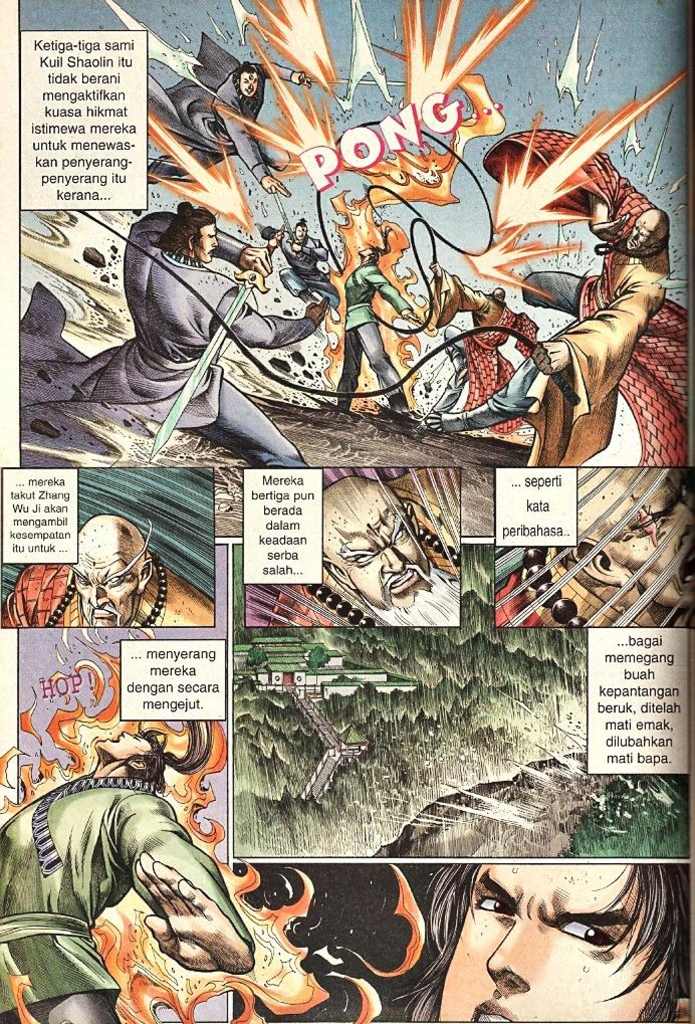 Ketiga-tiga sami
Kuil Shaolin itu
tidak berani
mengaktifkan
kuasa hikmat
istimewa mereka
untuk menewas-
kan penyerang-
penyerang itu
kerana...
PONG..
... mereka
takut Zhang
Wu Ji akan
mengambil
kesempatan
itu untuk ...
Mereka
bertiga pun
berada
dalam
keadaan
serba
salah...
... seperti
kata
peribahasa..
HOP!
... menyerang
mereka
dengan secara
mengejut.
...bagai
memegang
buah
kepantangan
beruk, ditelah
mati emak,
dilubahkan
mati bapa.